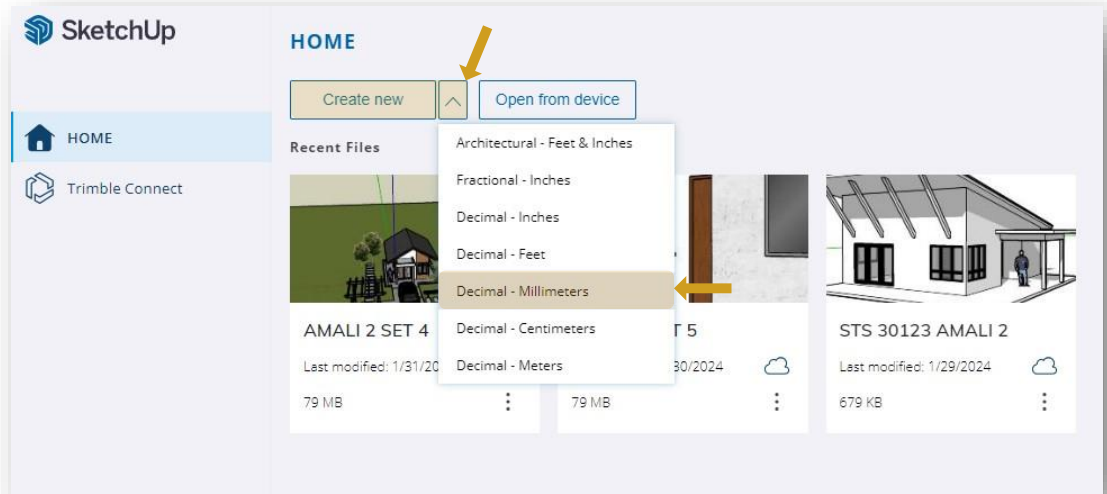 SketchUp
HOME
Create new
Open from device
HOME
Trimble Connect
Recent Files
Architectural - Feet & Inches
Fractional - Inches
Decimal - Inches
Decimal - Feet
Decimal - Millimeters
Decimal - Centimeters
Decimal - Meters
AMALI 2 SET 4
Last modified: 1/31/20
79 MB
T 5
30/2024
79 MB
STS 30123 AMALI 2
Last modified: 1/29/2024
679 KB